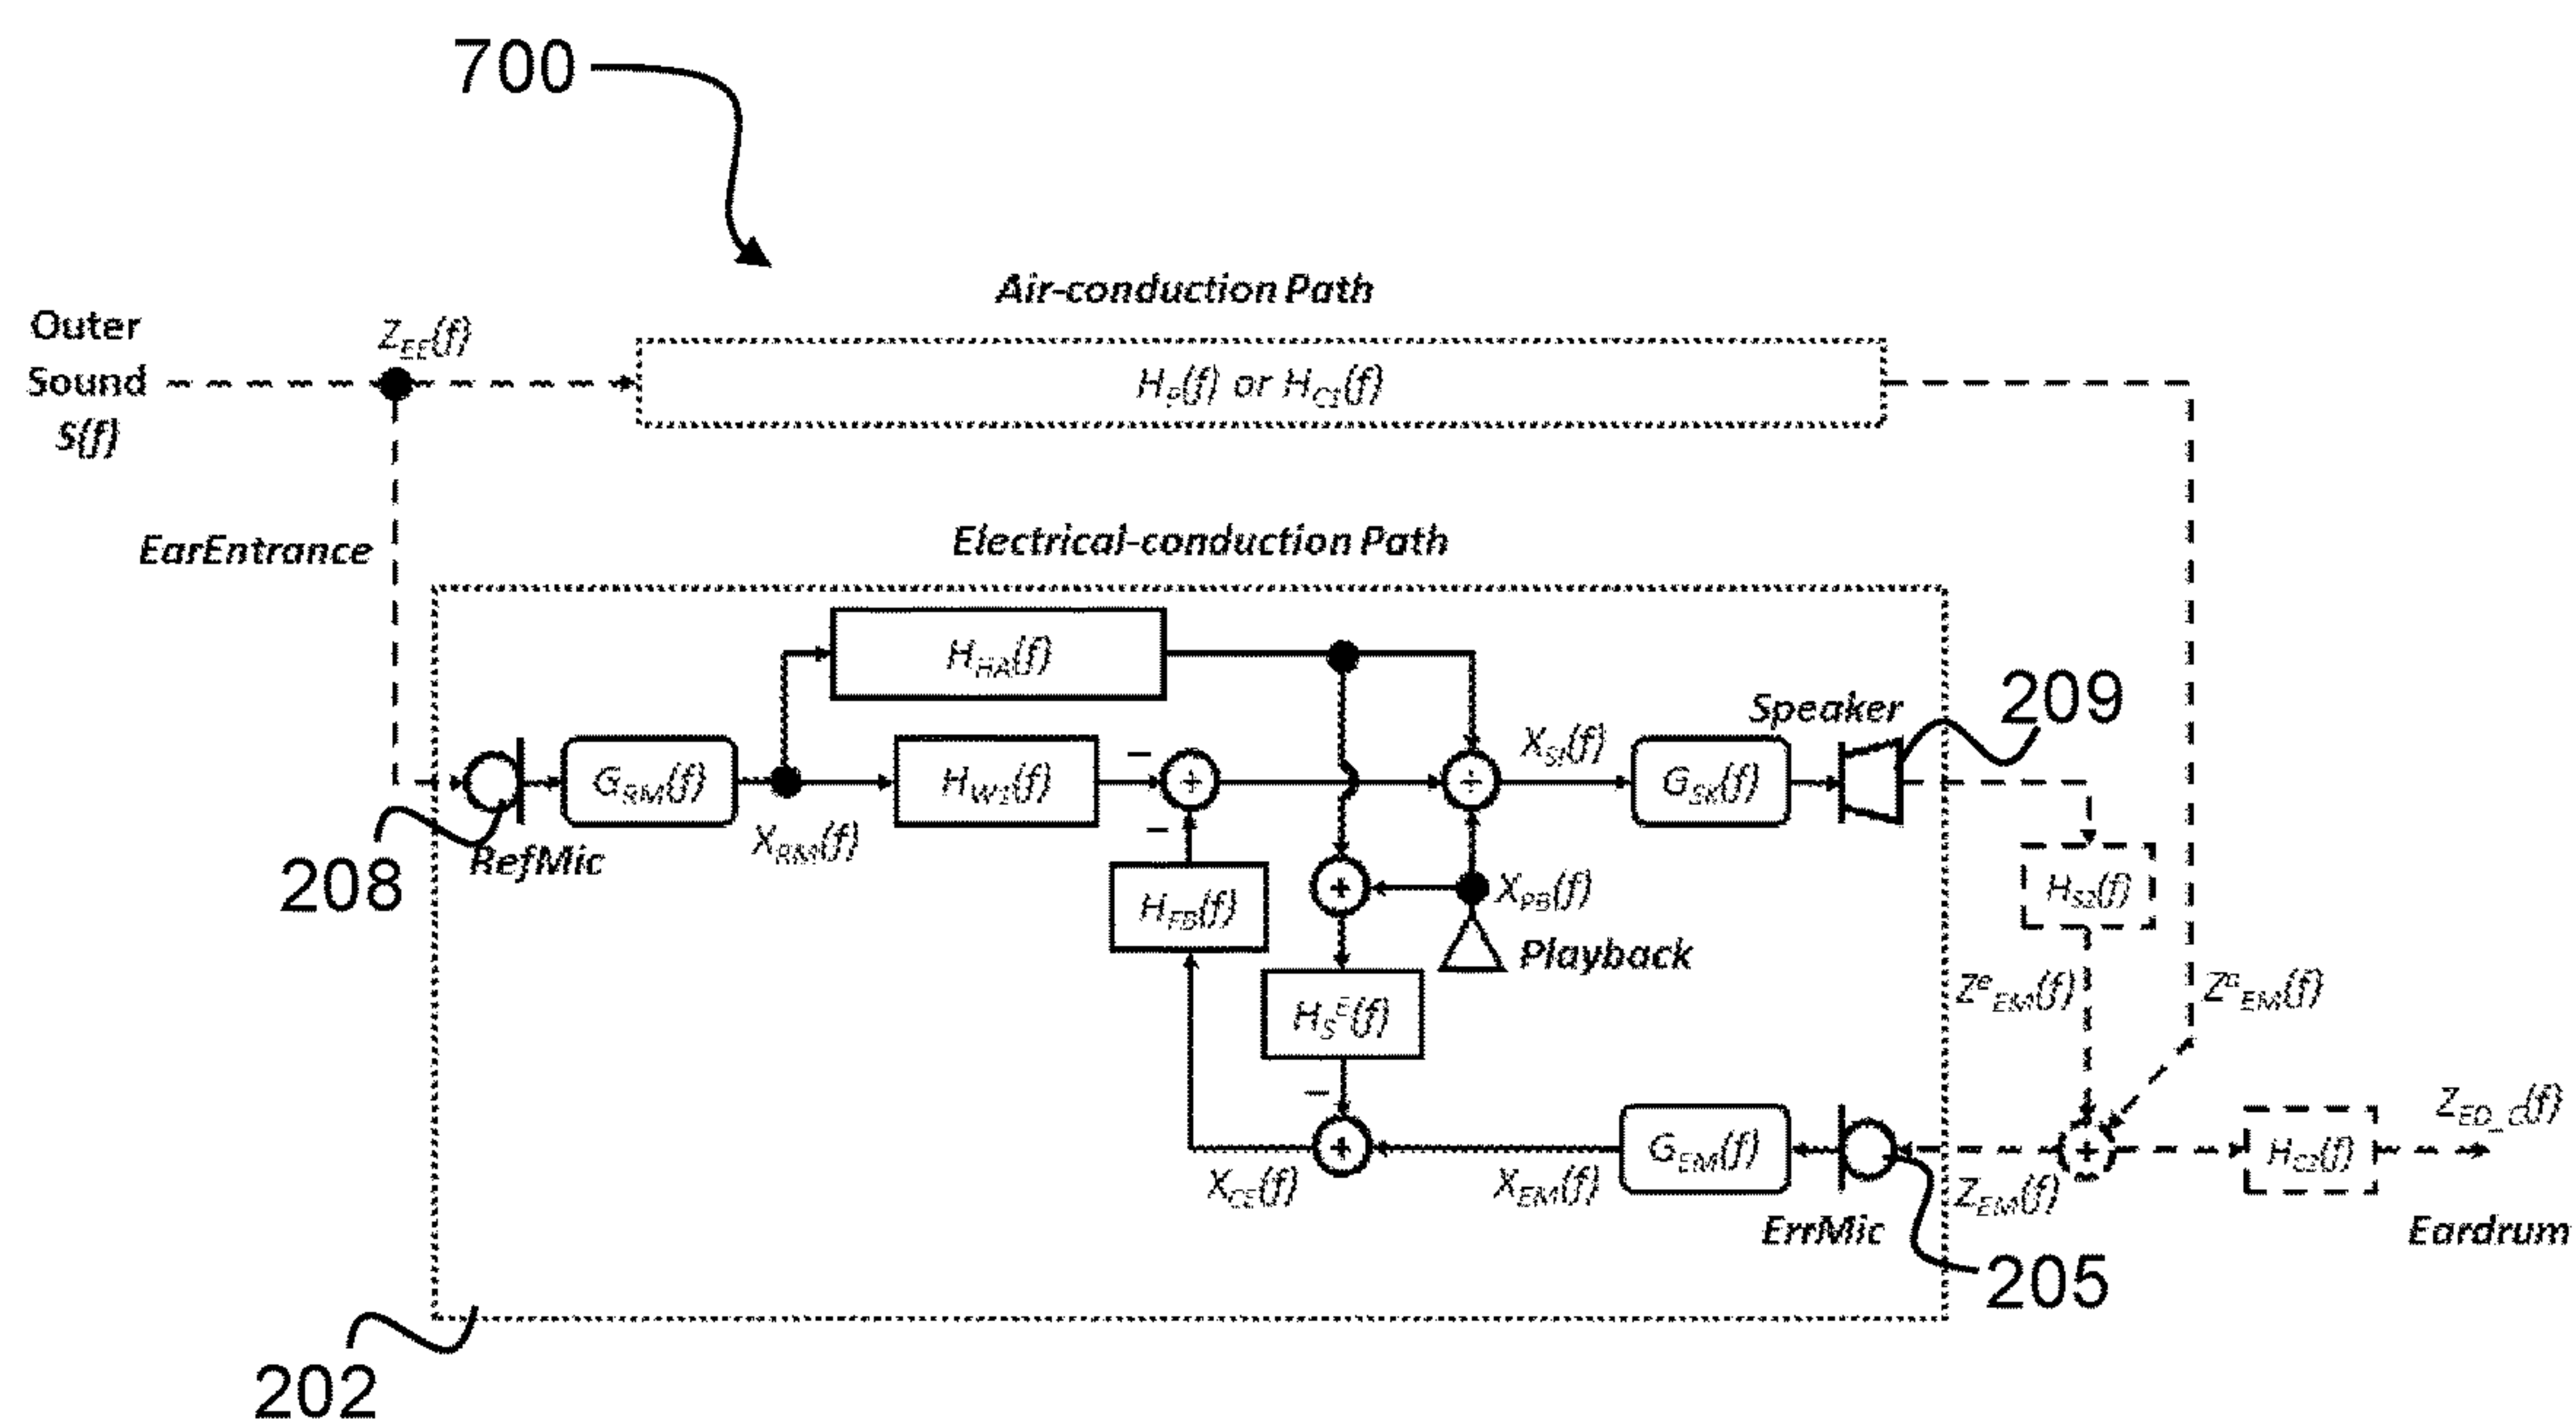 700
Air-conduction Path
Outer
Sound
S(f)
Z_EE(f)
H_P(f) or H_C1(f)
EarEntrance
Electrical-conduction Path
H_HA(f)
Speaker
209
G_RM(f)
H_W1(f)
−
+
+
X_SI(f)
G_SK(f)
208
RefMic
X_RM(f)
−
H_FB(f)
+
X_PB(f)
H_S2(f)
Playback
H_S^E(f)
Z^e_EM(f)
Z^a_EM(f)
−
+
X_CE(f)
X_EM(f)
G_EM(f)
+
Z_EM(f)
H_C2(f)
Z_ED_C(f)
ErrMic
Eardrum
205
202